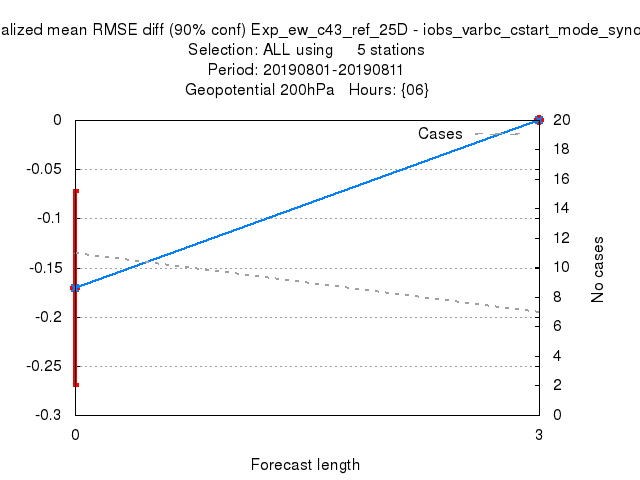 alized mean RMSE diff (90% conf) Exp_ew_c43_ref_25D - iobs_varbc_cstart_mode_sync
Selection: ALL using 5 stations
Period: 20190801-20190811
Geopotential 200hPa Hours: {06}
Cases
0
-0.05
-0.1
-0.15
-0.2
-0.25
-0.3
20
18
16
14
12
10
8
6
4
2
0
No cases
0 3
Forecast length